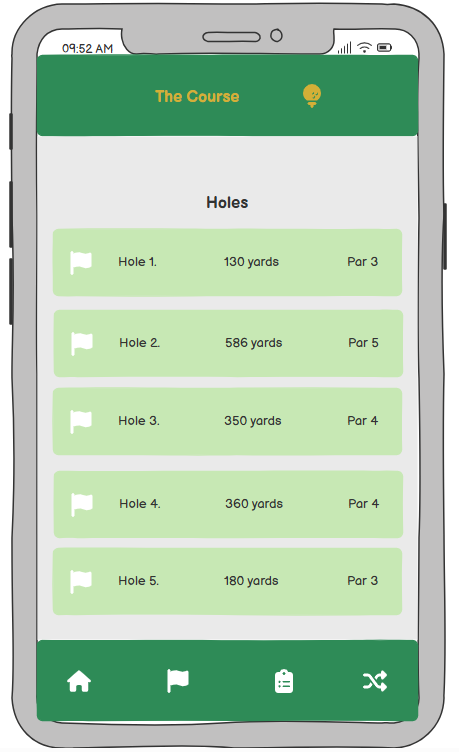 09:52 AM
The Course
Holes
Hole 1. 130 yards Par 3
Hole 2. 586 yards Par 5
Hole 3. 350 yards Par 4
Hole 4. 360 yards Par 4
Hole 5. 180 yards Par 3